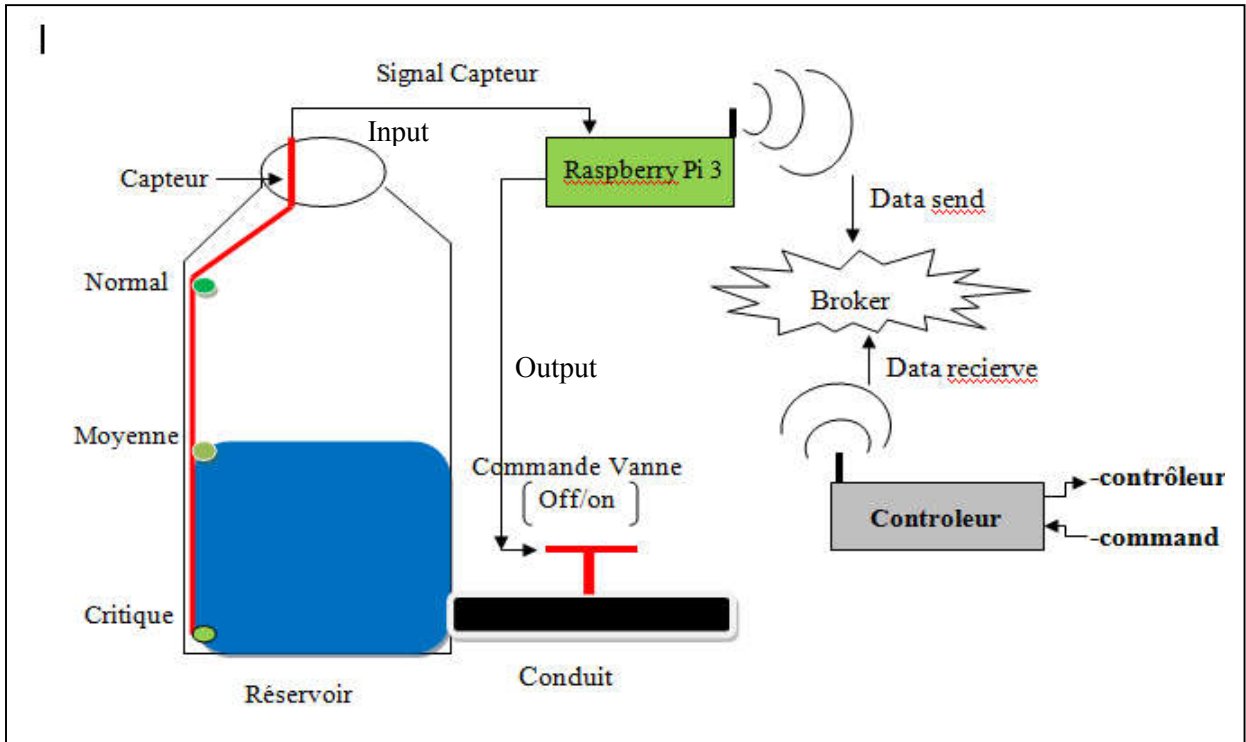 Signal Capteur
Input
Capteur
Raspberry Pi 3
Data send
Normal
Broker
Output
Data recierve
Moyenne
Commande Vanne
Off/on
-contrôleur
Controleur
-command
Critique
Conduit
Réservoir